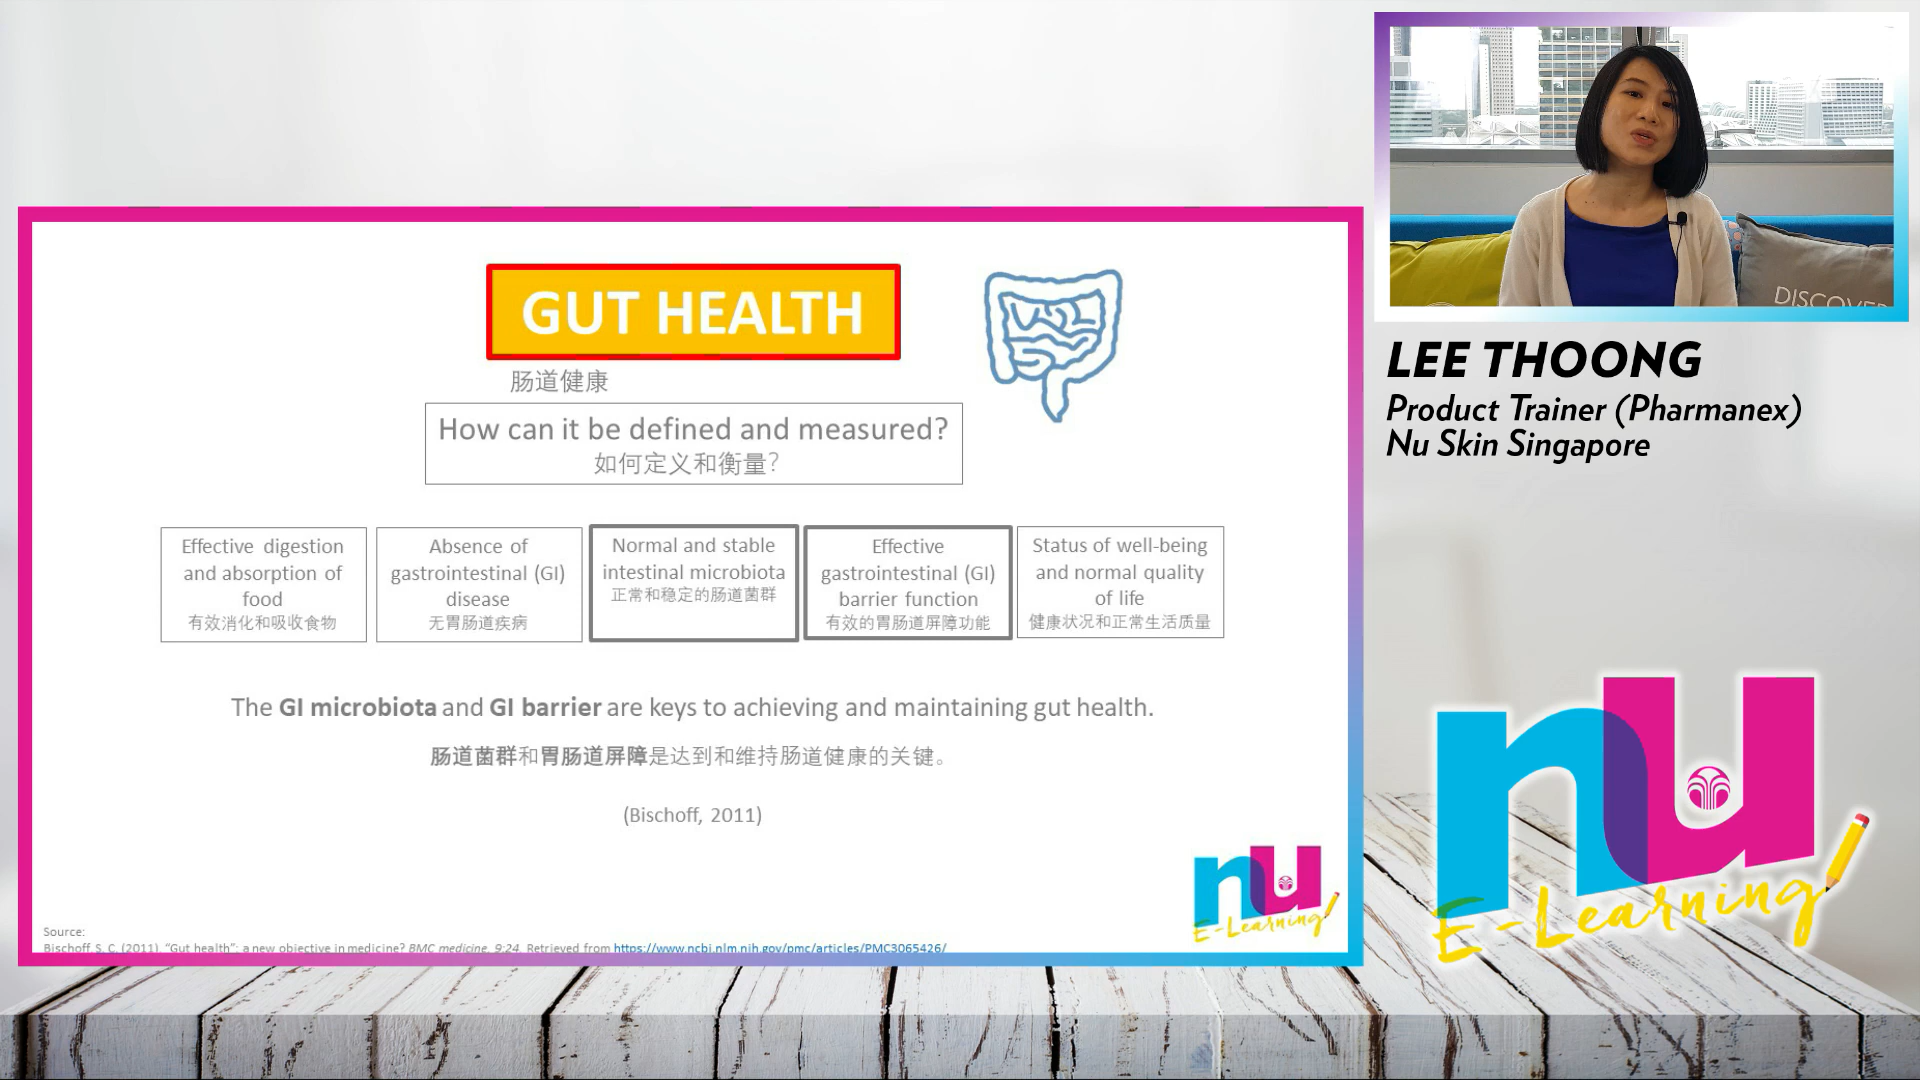 GUT HEALTH
肠道健康
How can it be defined and measured?
如何定义和衡量?
Effective digestion
and absorption of
food
有效消化和吸收食物
Absence of
gastrointestinal (GI)
disease
无胃肠道疾病
Normal and stable
intestinal microbiota
正常和稳定的肠道菌群
Effective
gastrointestinal (GI)
barrier function
有效的胃肠道屏障功能
Status of well-being
and normal quality
of life
健康状况和正常生活质量
The GI microbiota and GI barrier are keys to achieving and maintaining gut health.
肠道菌群和胃肠道屏障是达到和维持肠道健康的关键。
(Bischoff, 2011)
nu
E-Learning
Source:
Bischoff, S. C. (2011). "Gut health": a new objective in medicine? BMC medicine, 9:24. Retrieved from https://www.ncbi.nlm.nih.gov/pmc/articles/PMC3065426/
DISCOVER
LEE THOONG
Product Trainer (Pharmanex)
Nu Skin Singapore
nu
E-Learning